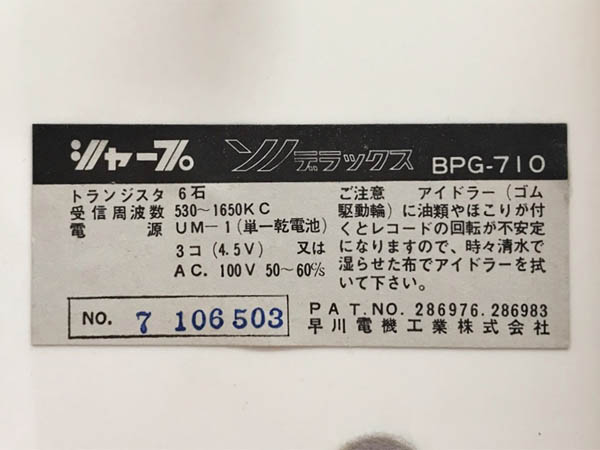 シャープ ソノデラックス BPG-710
トランジスタ 6石
受信周波数 530~1650KC
電源 UM-1(単一乾電池)
3コ(4.5V) 又は
AC. 100V 50~60c/s
NO. 7 106503
ご注意 アイドラー(ゴム
駆動輪)に油類やほこりが付
くとレコードの回転が不安定
になりますので、時々清水で
湿らせた布でアイドラーを拭
いて下さい。
PAT.NO. 286976.286983
早川電機工業株式会社